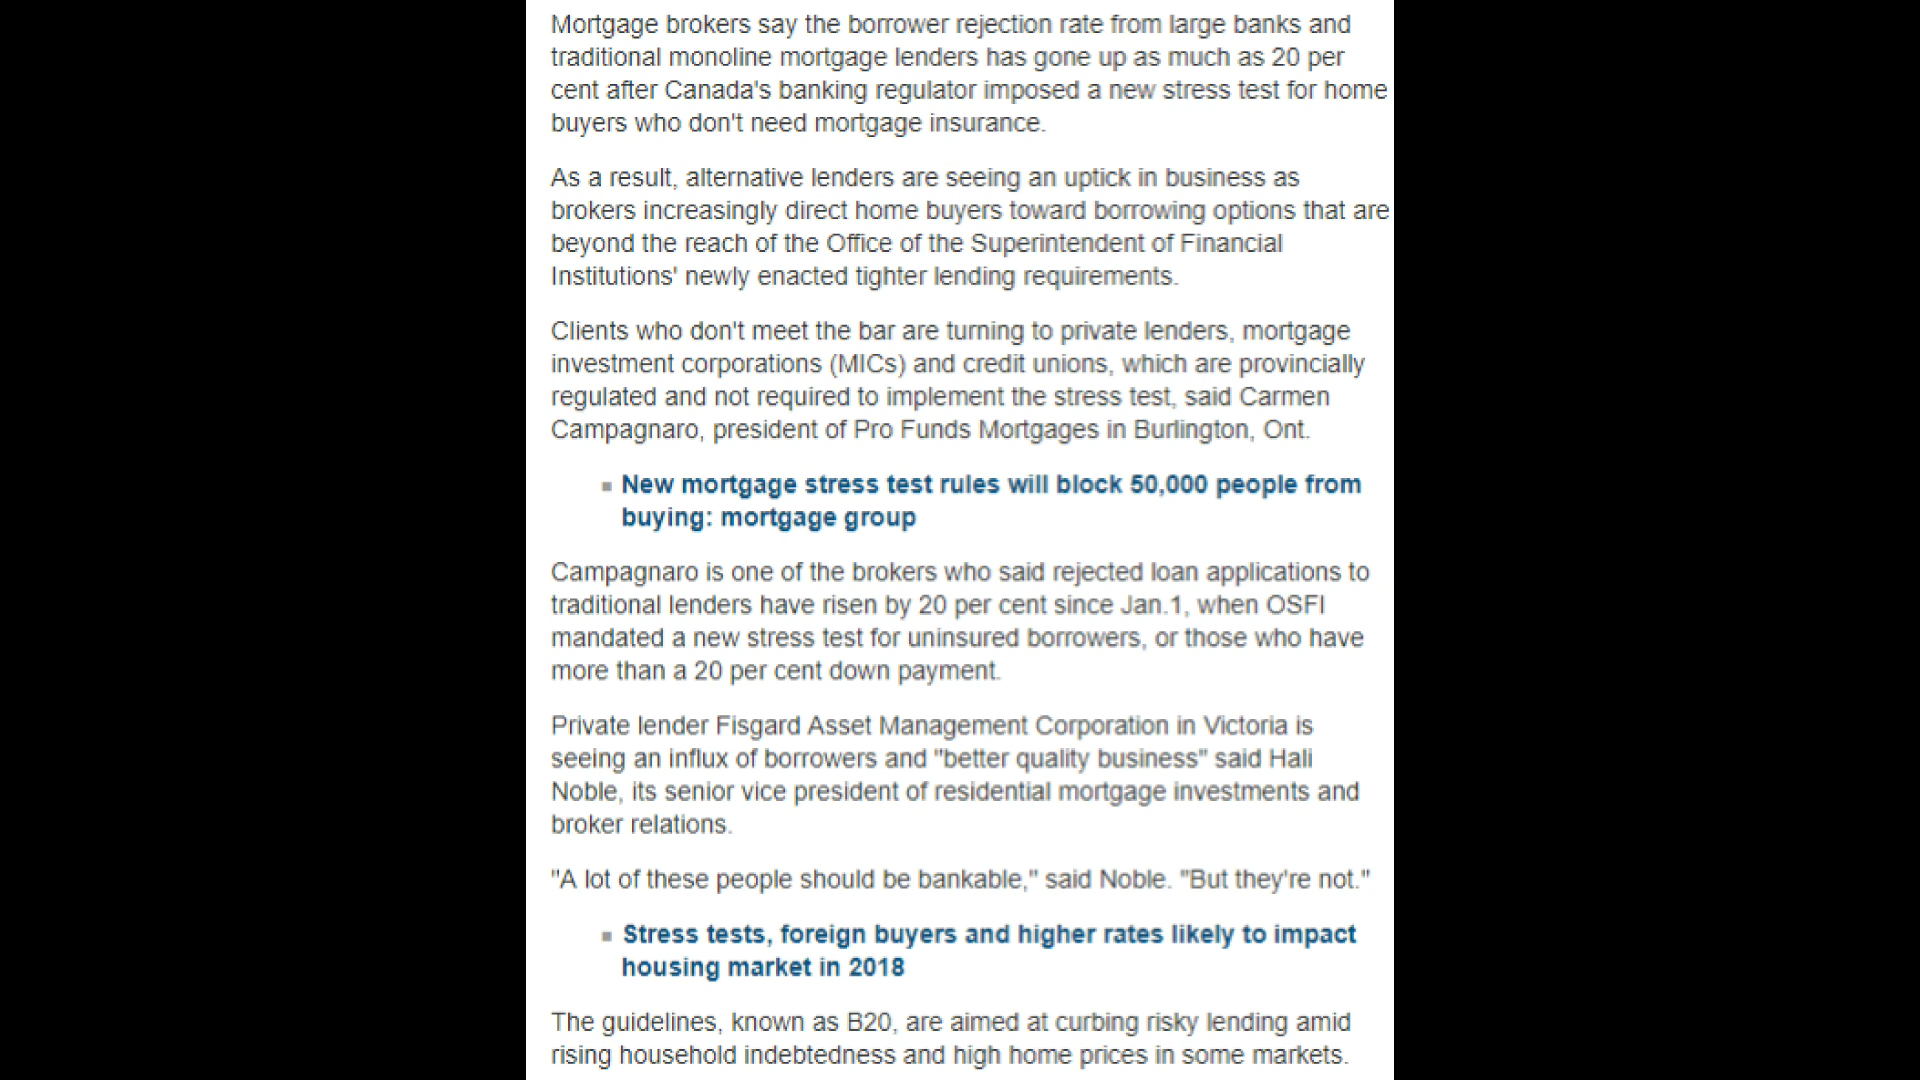 Mortgage brokers say the borrower rejection rate from large banks and
traditional monoline mortgage lenders has gone up as much as 20 per
cent after Canada's banking regulator imposed a new stress test for home
buyers who don't need mortgage insurance.
As a result, alternative lenders are seeing an uptick in business as
brokers increasingly direct home buyers toward borrowing options that are
beyond the reach of the Office of the Superintendent of Financial
Institutions' newly enacted tighter lending requirements.
Clients who don't meet the bar are turning to private lenders, mortgage
investment corporations (MICs) and credit unions, which are provincially
regulated and not required to implement the stress test, said Carmen
Campagnaro, president of Pro Funds Mortgages in Burlington, Ont.
New mortgage stress test rules will block 50,000 people from
buying: mortgage group
Campagnaro is one of the brokers who said rejected loan applications to
traditional lenders have risen by 20 per cent since Jan.1, when OSFI
mandated a new stress test for uninsured borrowers, or those who have
more than a 20 per cent down payment.
Private lender Fisgard Asset Management Corporation in Victoria is
seeing an influx of borrowers and "better quality business" said Hali
Noble, its senior vice president of residential mortgage investments and
broker relations.
"A lot of these people should be bankable," said Noble. "But they're not."
Stress tests, foreign buyers and higher rates likely to impact
housing market in 2018
The guidelines, known as B20, are aimed at curbing risky lending amid
rising household indebtedness and high home prices in some markets.